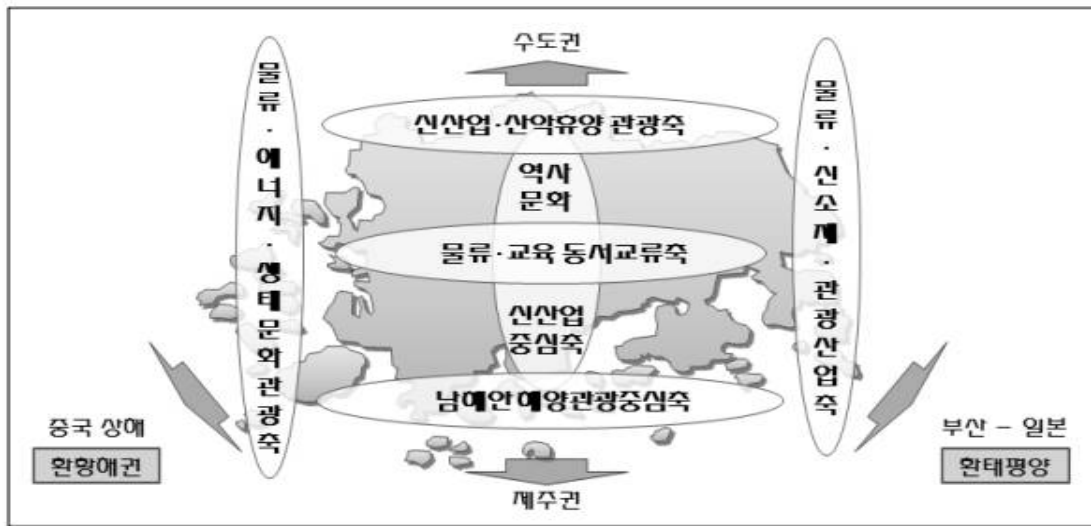 수도권
신산업·산악휴양 관광축
물류·에너지·생태문화관광축
역사
문화
물류·교육 동서교류축
신산업
중심축
물류·신소재·관광산업축
남해안해양관광중심축
중국 상해
환황해권
부산 – 일본
환태평양
제주권